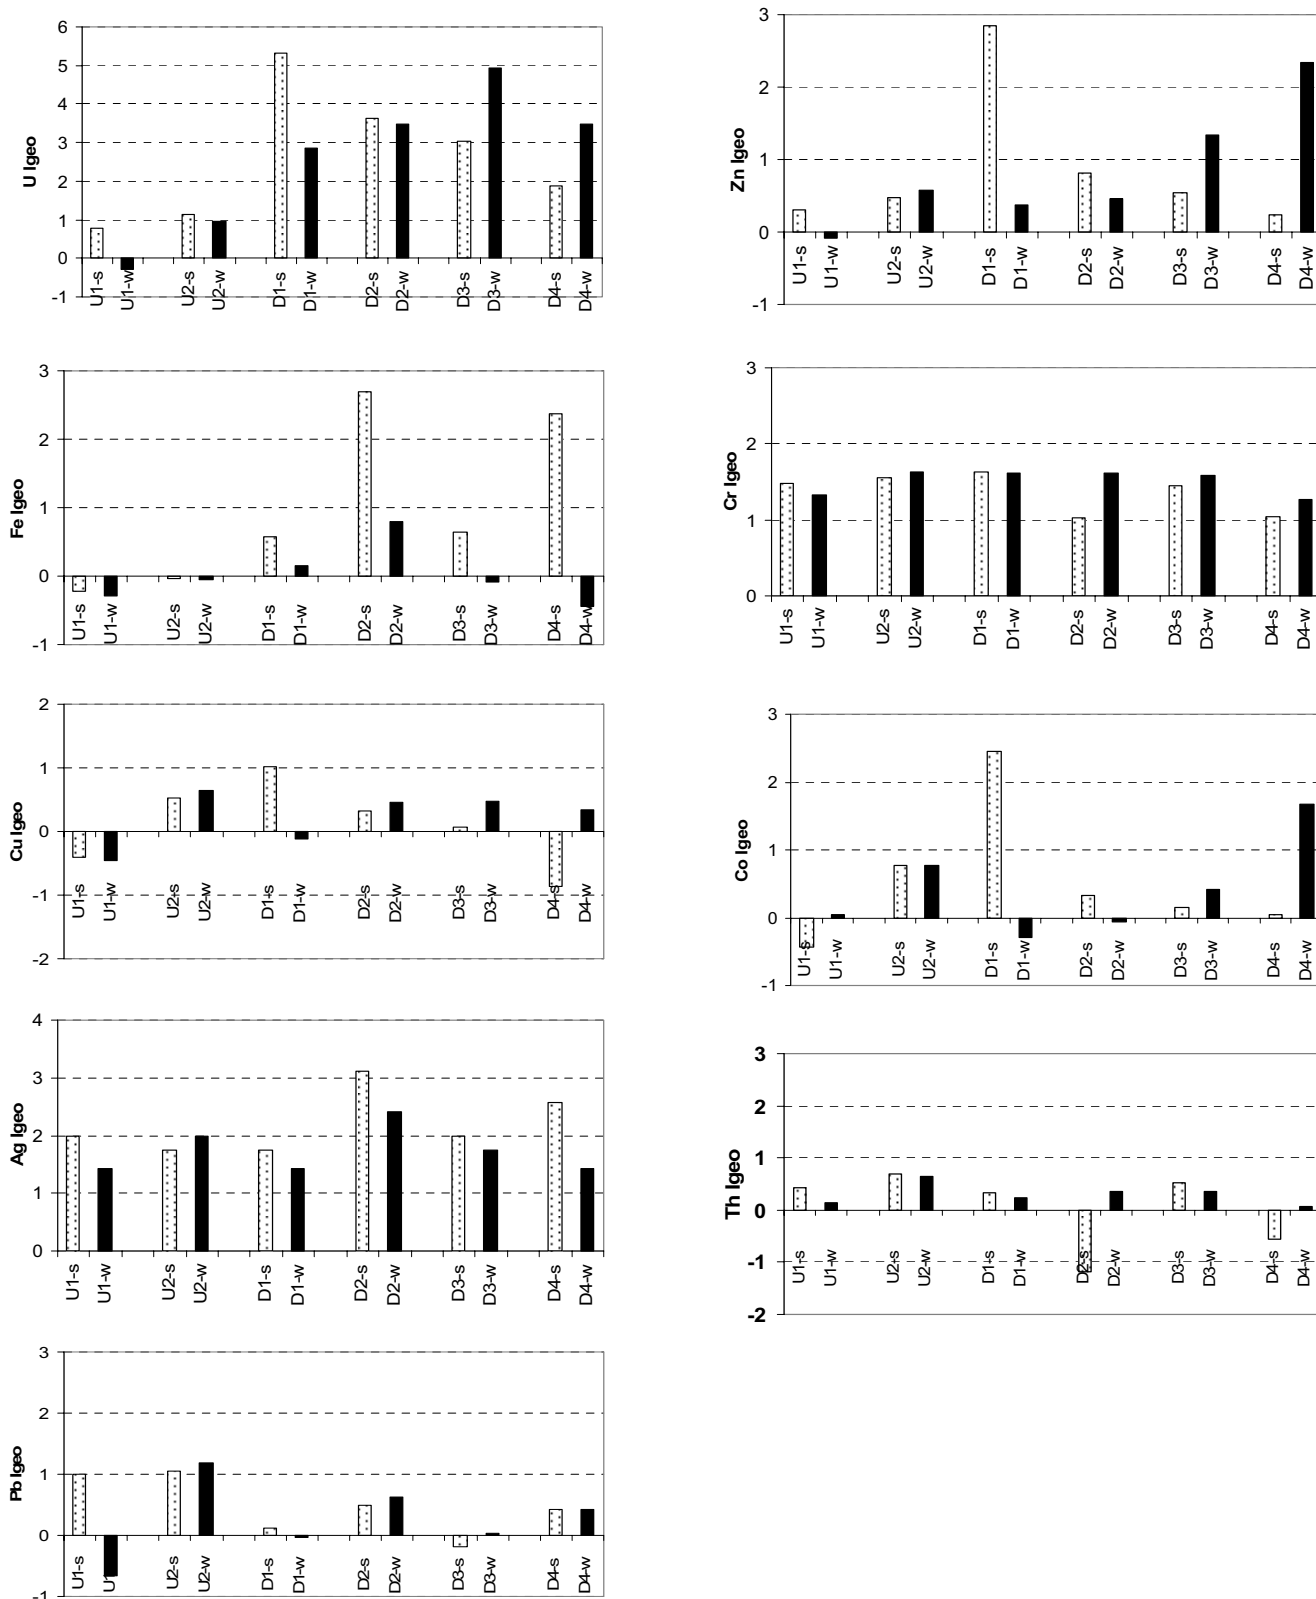 6
5
4
3
2
1
0
-1
U Igeo
U1-s
U1-w
U2-s
U2-w
D1-s
D1-w
D2-s
D2-w
D3-s
D3-w
D4-s
D4-w
3
2
1
0
-1
Zn Igeo
U1-s
U1-w
U2-s
U2-w
D1-s
D1-w
D2-s
D2-w
D3-s
D3-w
D4-s
D4-w
3
2
1
0
-1
Fe Igeo
U1-s
U1-w
U2-s
U2-w
D1-s
D1-w
D2-s
D2-w
D3-s
D3-w
D4-s
D4-w
3
2
1
0
Cr Igeo
U1-s
U1-w
U2-s
U2-w
D1-s
D1-w
D2-s
D2-w
D3-s
D3-w
D4-s
D4-w
2
1
0
-1
-2
Cu Igeo
U1-s
U1-w
U2-s
U2-w
D1-s
D1-w
D2-s
D2-w
D3-s
D3-w
D4-s
D4-w
3
2
1
0
-1
Co Igeo
U1-s
U1-w
U2-s
U2-w
D1-s
D1-w
D2-s
D2-w
D3-s
D3-w
D4-s
D4-w
4
3
2
1
0
Ag Igeo
U1-s
U1-w
U2-s
U2-w
D1-s
D1-w
D2-s
D2-w
D3-s
D3-w
D4-s
D4-w
3
2
1
0
-1
-2
Th Igeo
U1-s
U1-w
U2-s
U2-w
D1-s
D1-w
D2-s
D2-w
D3-s
D3-w
D4-s
D4-w
3
2
1
0
-1
Pb Igeo
U1-s
U2-s
U2-w
D1-s
D1-w
D2-s
D2-w
D3-s
D3-w
D4-s
D4-w